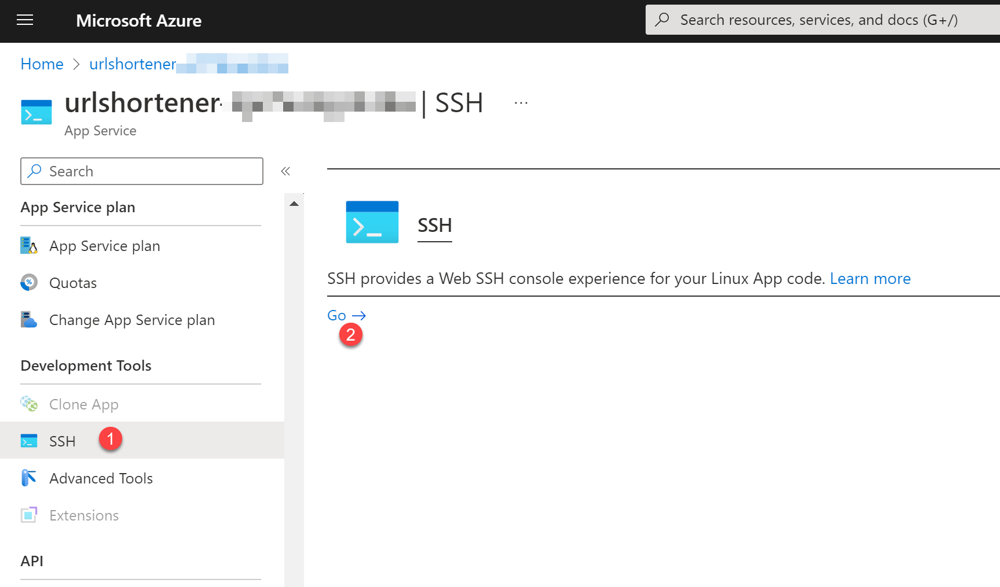 Microsoft Azure
Search resources, services, and docs (G+/)
Home > urlshortener
urlshortener- | SSH ...
App Service
Search «
App Service plan
App Service plan
Quotas
Change App Service plan
Development Tools
Clone App
SSH 1
Advanced Tools
Extensions
API
SSH
SSH provides a Web SSH console experience for your Linux App code. Learn more
Go →
2